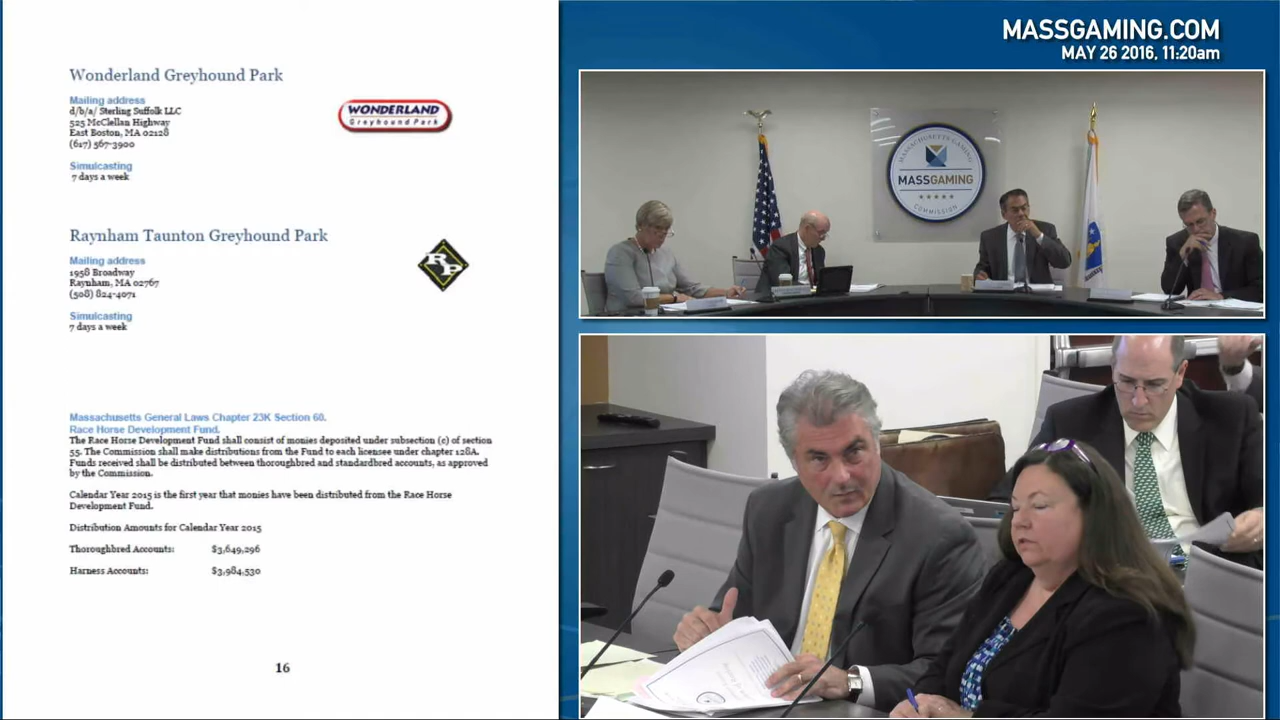 Wonderland Greyhound Park
Mailing address
d/b/a/ Sterling Suffolk LLC
525 McClellan Highway
East Boston, MA 02128
(617) 567-3900
WONDERLAND
Greyhound Park
Simulcasting
7 days a week
Raynham Taunton Greyhound Park
Mailing address
1958 Broadway
Raynham, MA 02767
(508) 824-4071
RP
Simulcasting
7 days a week
Massachusetts General Laws Chapter 23K Section 60.
Race Horse Development Fund.
The Race Horse Development Fund shall consist of monies deposited under subsection (c) of section
55. The Commission shall make distributions from the Fund to each licensee under chapter 128A.
Funds received shall be distributed between thoroughbred and standardbred accounts, as approved
by the Commission.
Calendar Year 2015 is the first year that monies have been distributed from the Race Horse
Development Fund.
Distribution Amounts for Calendar Year 2015
Thoroughbred Accounts: $3,649,296
Harness Accounts: $3,984,530
16
MASSGAMING.COM
MAY 26 2016, 11:20am
MASSACHUSETTS GAMING
MASSGAMING
COMMISSION